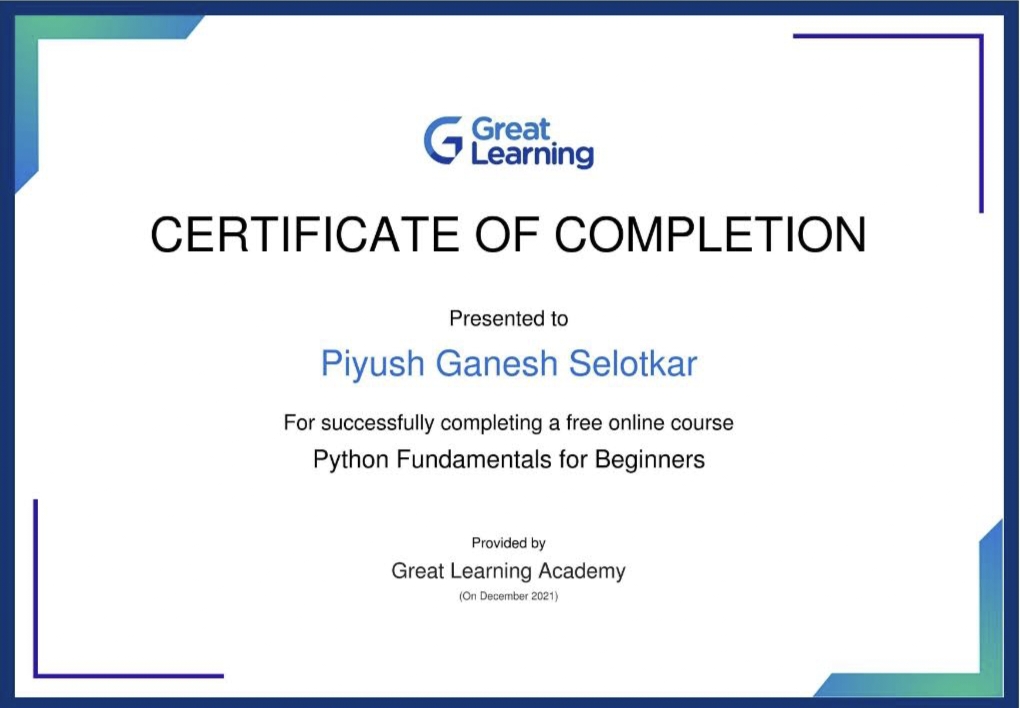 Great
Learning
CERTIFICATE OF COMPLETION
Presented to
Piyush Ganesh Selotkar
For successfully completing a free online course
Python Fundamentals for Beginners
Provided by
Great Learning Academy
(On December 2021)